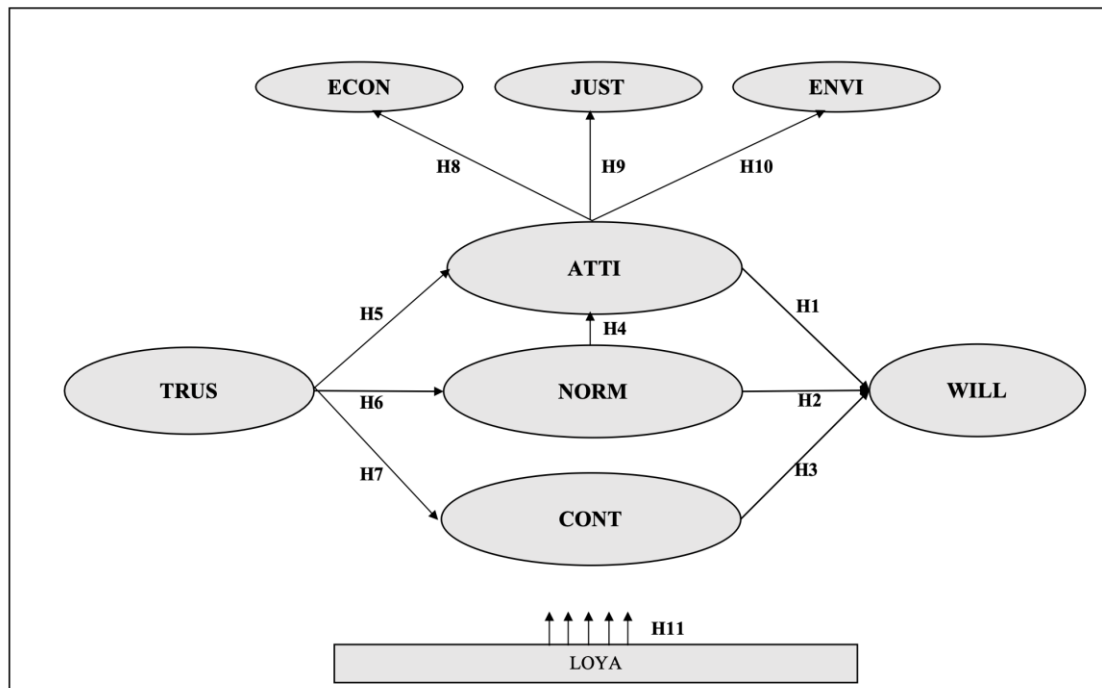 ECON JUST ENVI
H8 H9 H10
ATTI
H5 H1
H4
TRUS NORM WILL
H6 H2
H7 H3
CONT
H11
LOYA